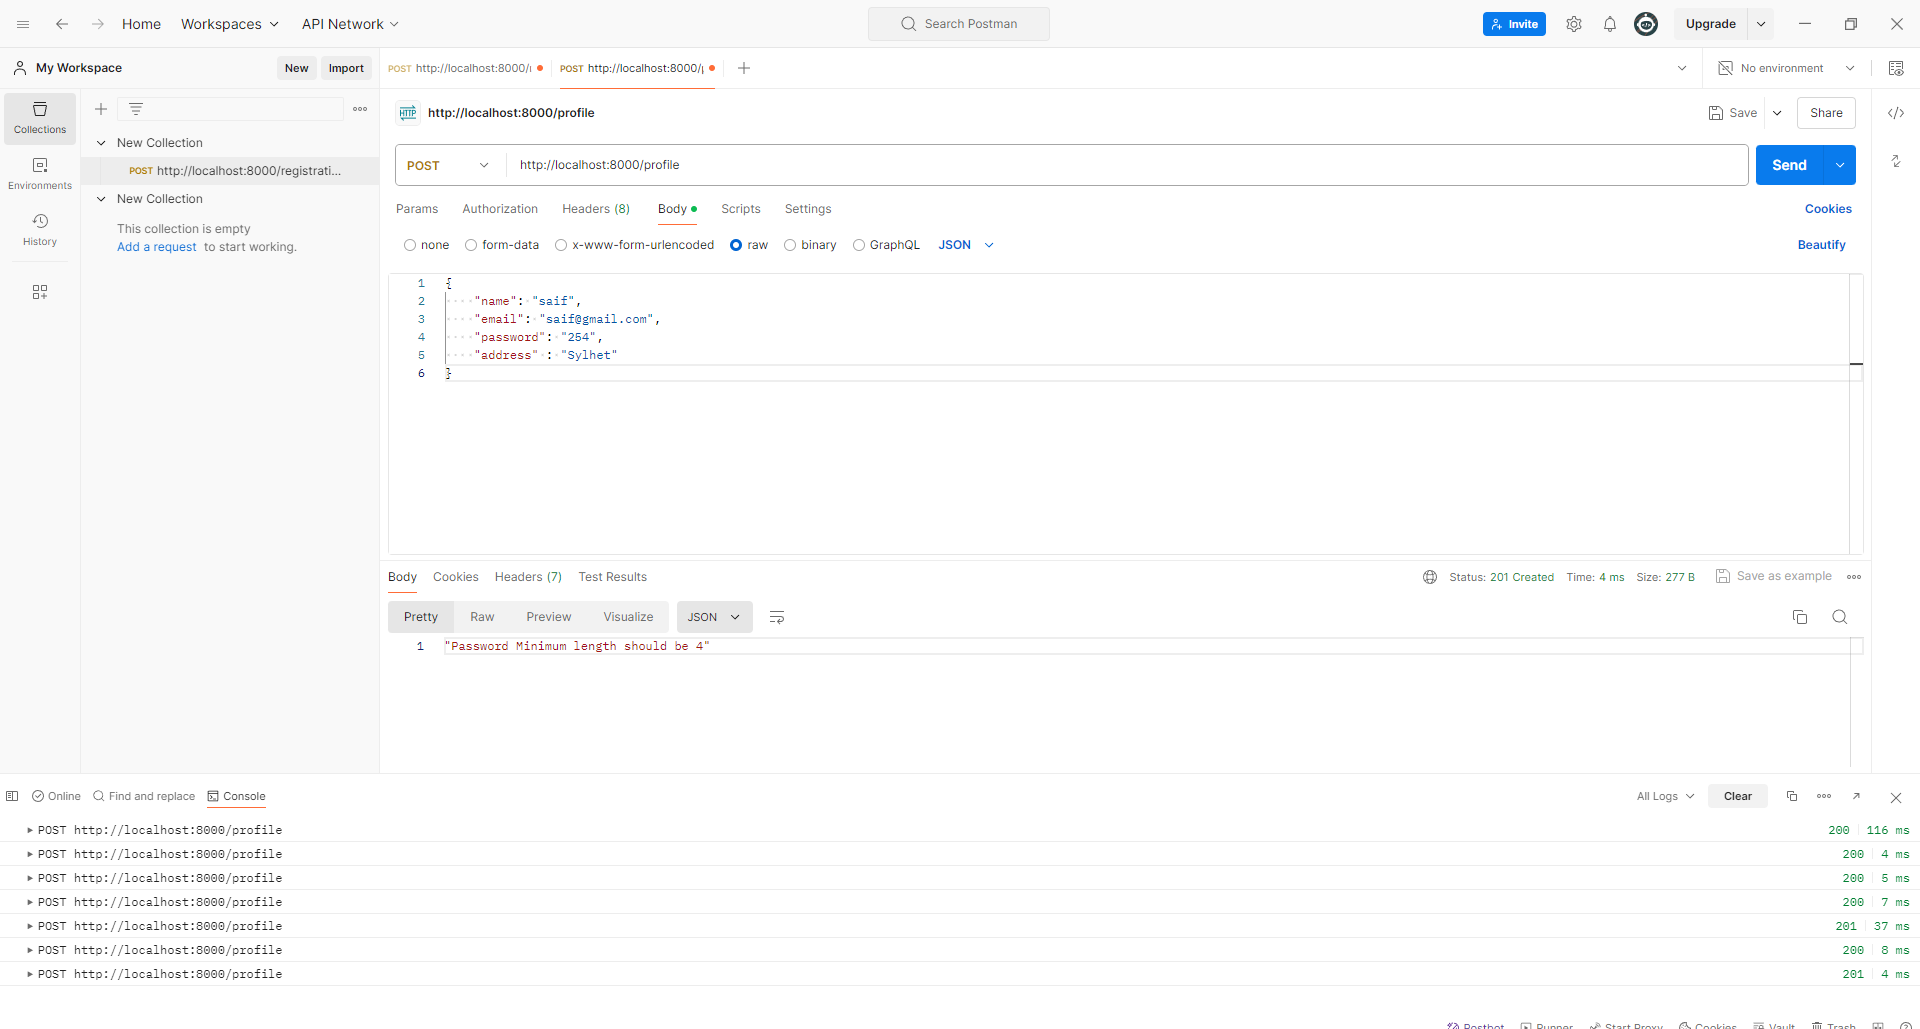 Home Workspaces API Network Search Postman Invite Upgrade
My Workspace New Import POST http://localhost:8000/ POST http://localhost:8000/ No environment
Collections
Environments
History
New Collection
POST http://localhost:8000/registrati...
New Collection
This collection is empty
Add a request to start working.
HTTP http://localhost:8000/profile Save Share
POST http://localhost:8000/profile Send
Params Authorization Headers (8) Body Scripts Settings Cookies
none form-data x-www-form-urlencoded raw binary GraphQL JSON Beautify
1 {
2 "name": "saif",
3 "email": "saif@gmail.com",
4 "password": "254",
5 "address" : "Sylhet"
6 }
Body Cookies Headers (7) Test Results Status: 201 Created Time: 4 ms Size: 277 B Save as example
Pretty Raw Preview Visualize JSON
1 "Password Minimum length should be 4"
Online Find and replace Console All Logs Clear
POST http://localhost:8000/profile 200 116 ms
POST http://localhost:8000/profile 200 4 ms
POST http://localhost:8000/profile 200 5 ms
POST http://localhost:8000/profile 200 7 ms
POST http://localhost:8000/profile 201 37 ms
POST http://localhost:8000/profile 200 8 ms
POST http://localhost:8000/profile 201 4 ms
Postbot Runner Start Proxy Cookies Vault Trash